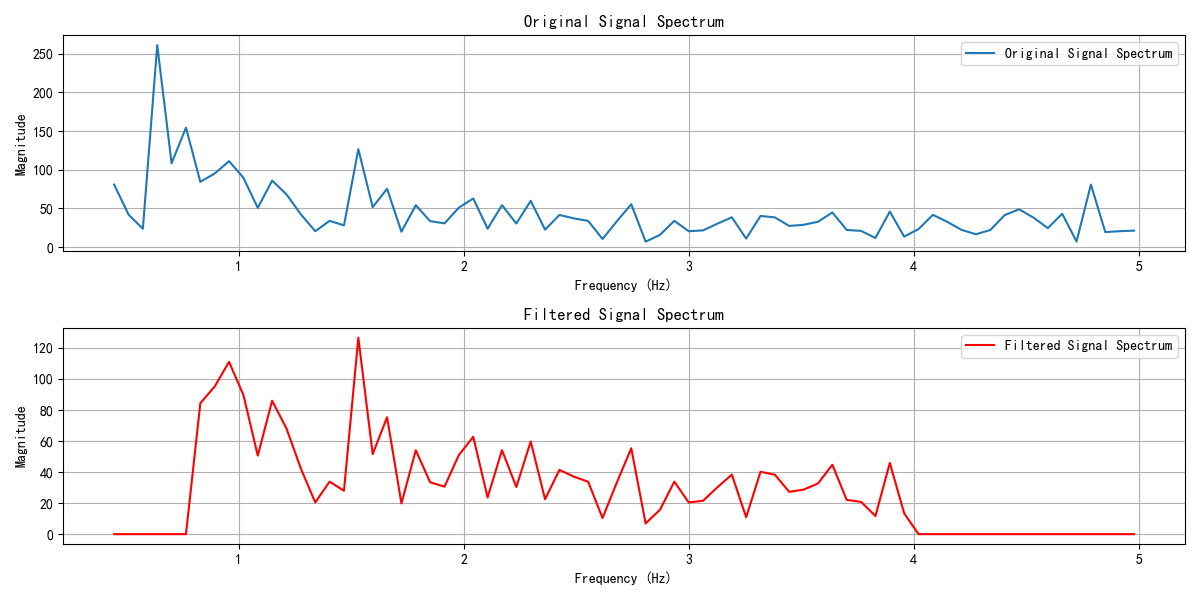 Original Signal Spectrum
Original Signal Spectrum
250
200
150
100
50
0
Magnitude
1 2 3 4 5
Frequency (Hz)
Filtered Signal Spectrum
Filtered Signal Spectrum
120
100
80
60
40
20
0
Magnitude
1 2 3 4 5
Frequency (Hz)